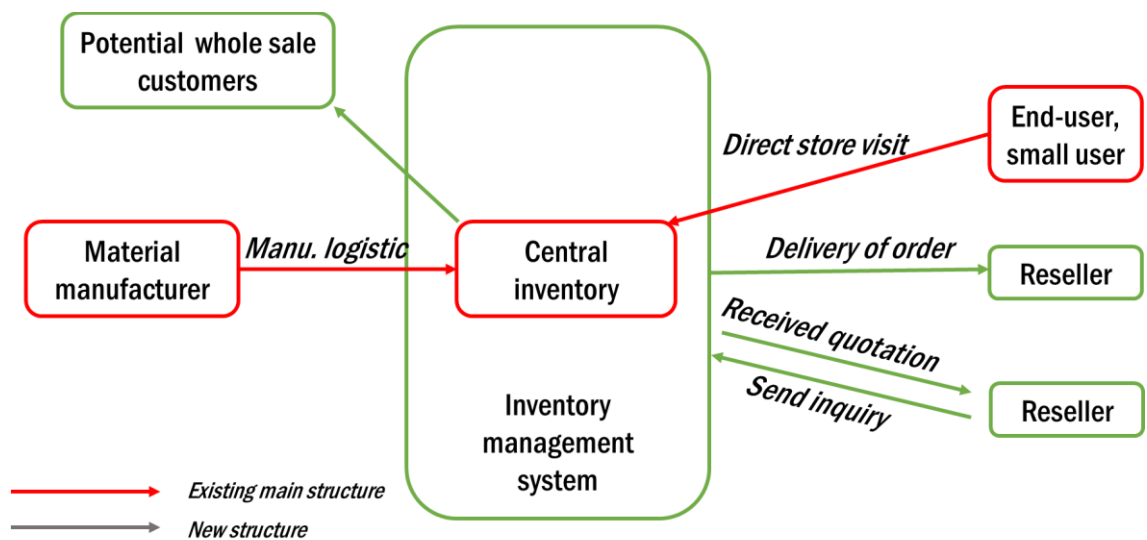 Potential whole sale
customers
End-user,
small user
Direct store visit
Material
manufacturer
Manu. logistic
Central
inventory
Delivery of order
Reseller
Received quotation
Send inquiry
Reseller
Inventory
management
system
Existing main structure
New structure